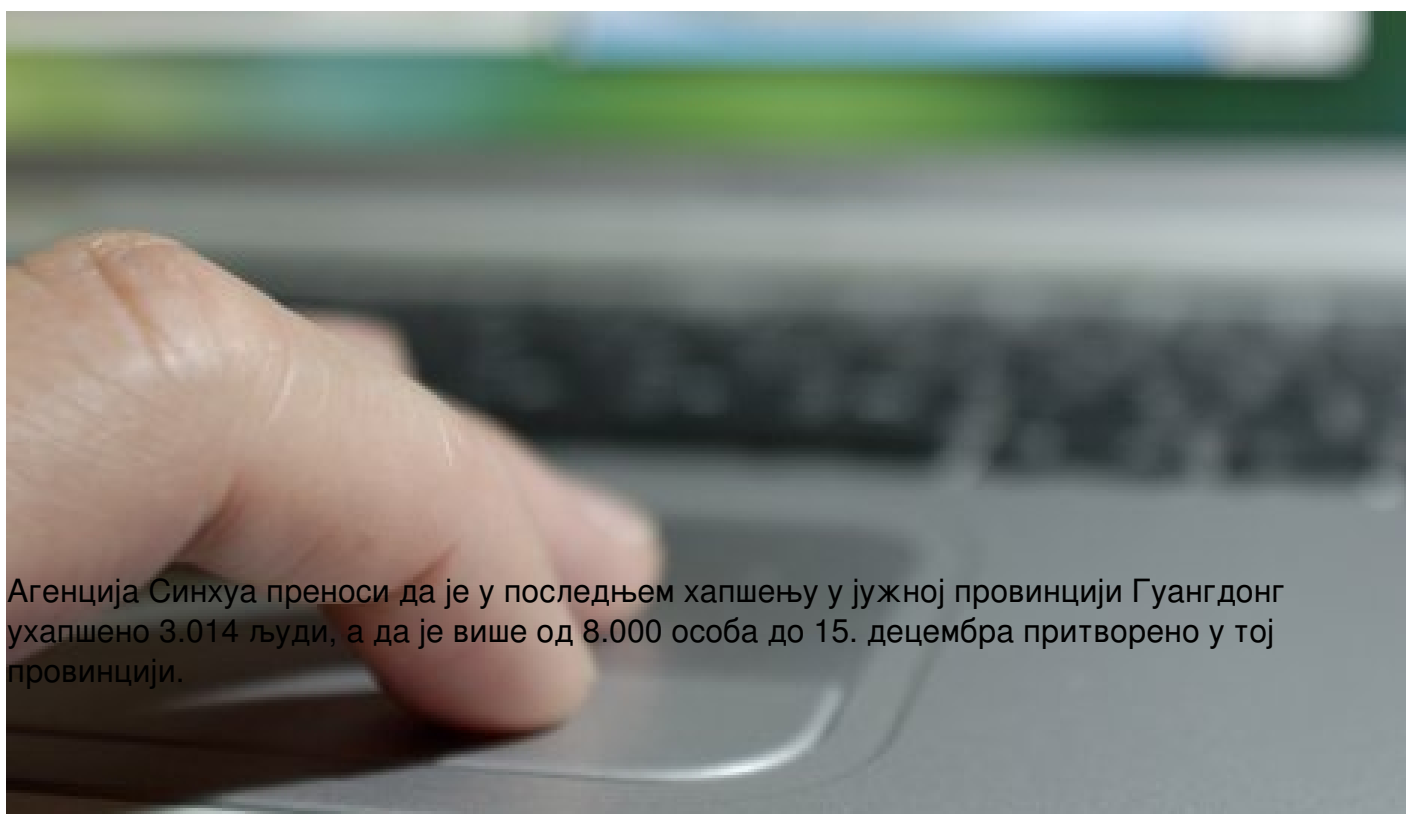 Агенција Синхуа преноси да је у последњем хапшењу у јужној провинцији Гуангдонг
ухапшено 3.014 људи, а да је више од 8.000 особа до 15. децембра притворено у тој
провинцији.